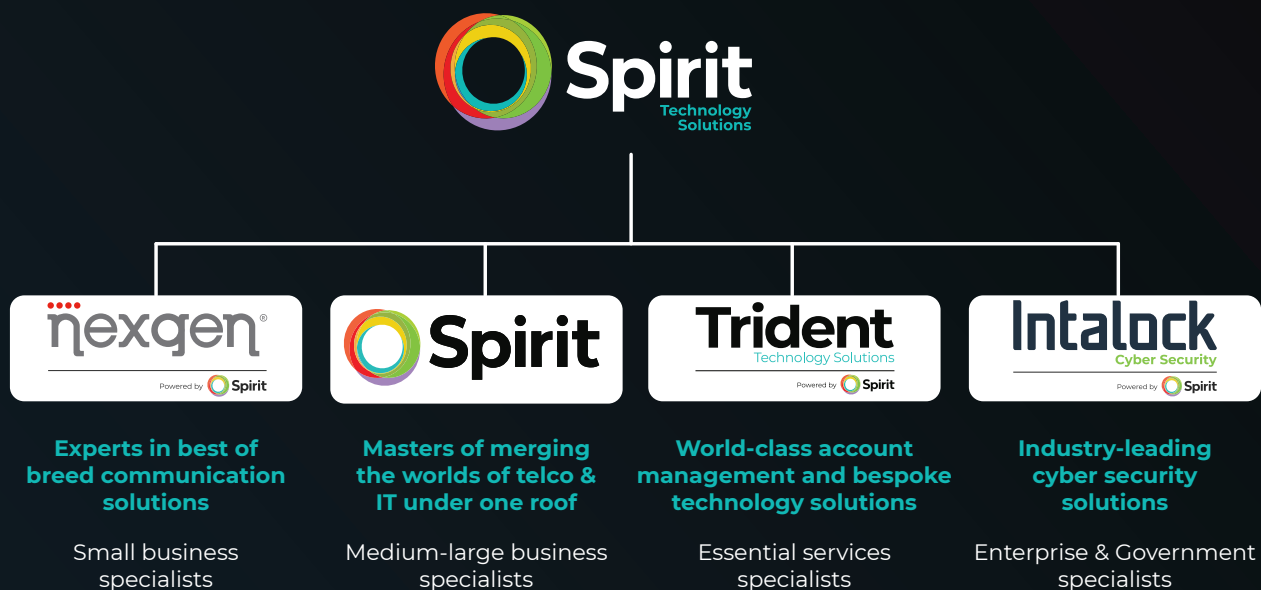 Spirit
Technology
Solutions
nexgen®
Powered by Spirit
Spirit
Trident
Technology Solutions
Powered by Spirit
Intalock
Cyber Security
Powered by Spirit
Experts in best of
breed communication
solutions
Small business
specialists
Masters of merging
the worlds of telco &
IT under one roof
Medium-large business
specialists
World-class account
management and bespoke
technology solutions
Essential services
specialists
Industry-leading
cyber security
solutions
Enterprise & Government
specialists